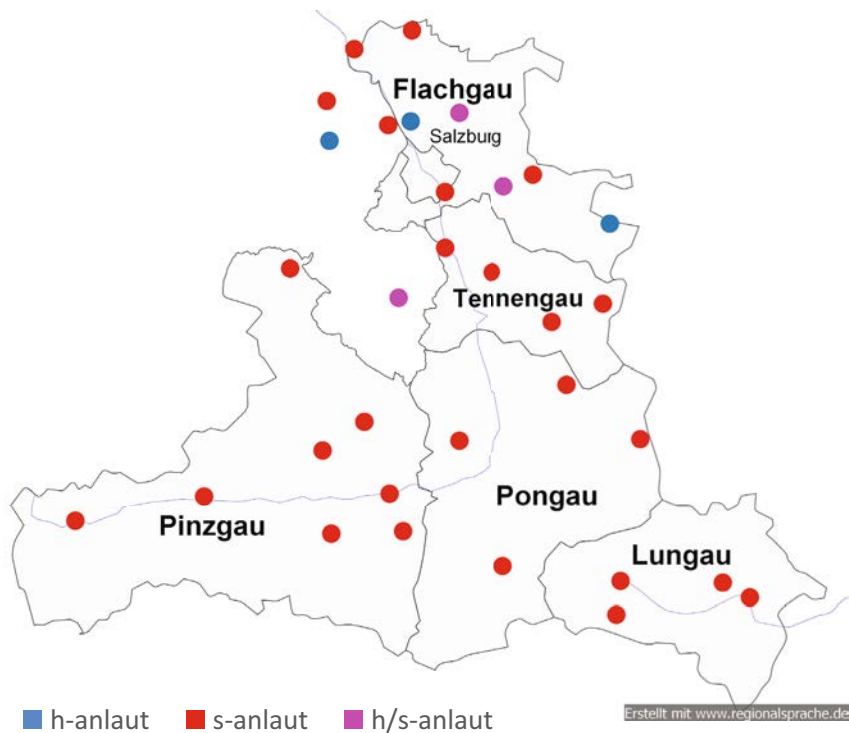 Flachgau
Salzburg
Tennengau
Pongau
Pinzgau
Lungau
Erstellt mit www.regionalsprache.de
h-anlaut s-anlaut h/s-anlaut